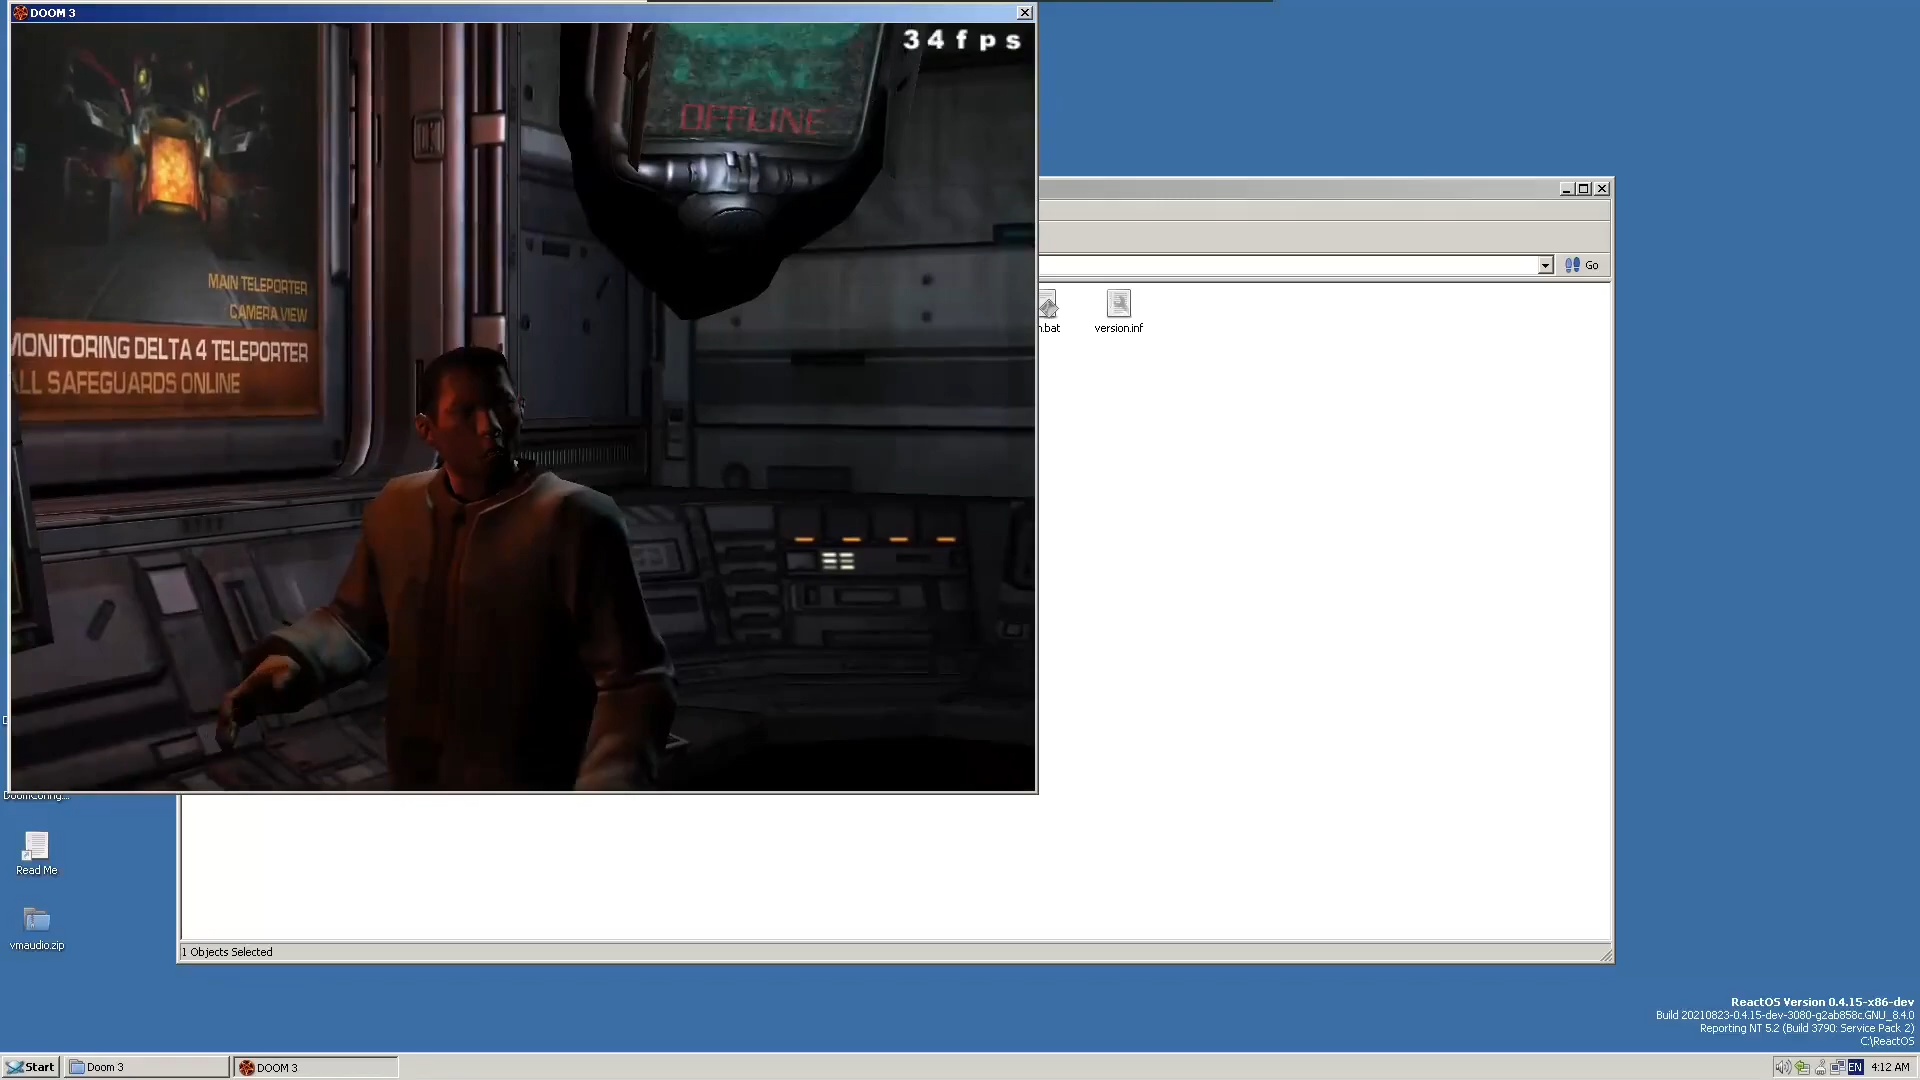 DOOM 3
34fps
OFFLINE
MAIN TELEPORTER
CAMERA VIEW
MONITORING DELTA 4 TELEPORTER
ALL SAFEGUARDS ONLINE
Go
n.bat
version.inf
DoomConfig....
Read Me
vmaudio.zip
1 Objects Selected
ReactOS Version 0.4.15-x86-dev
Build 20210823-0.4.15-dev-3080-g2ab858c.GNU_8.4.0
Reporting NT 5.2 (Build 3790: Service Pack 2)
C:\ReactOS
Start
Doom 3
DOOM 3
EN
4:12 AM